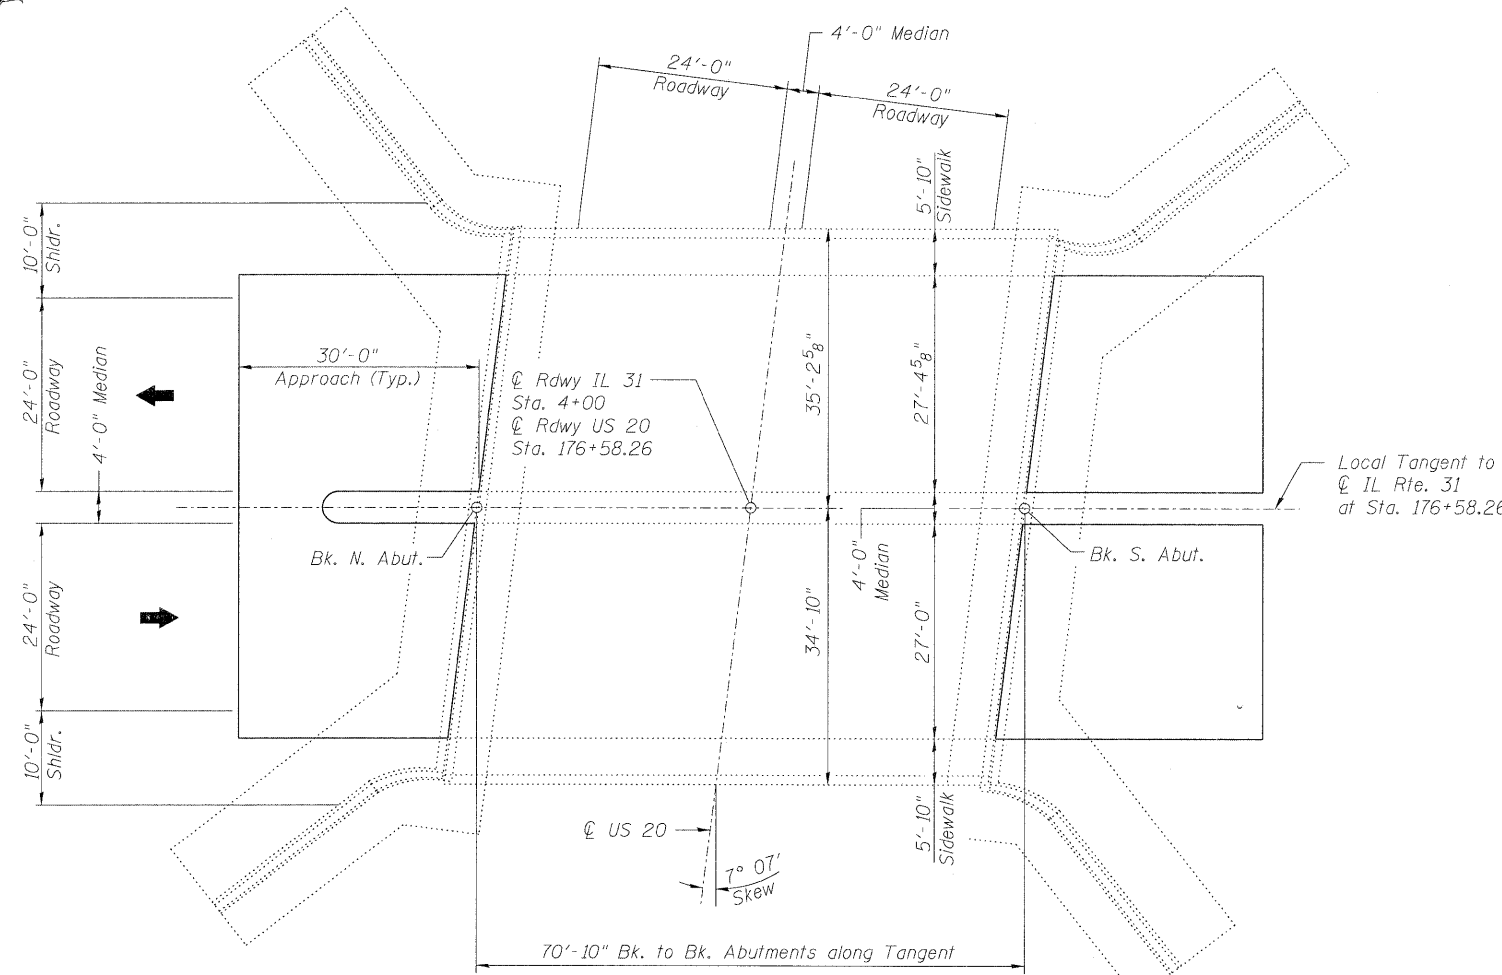 4'-0" Median
24'-0"
Roadway
24'-0"
Roadway
5'-10"
Sidewalk
10'-0"
Shldr.
24'-0"
Roadway
4'-0" Median
30'-0"
Approach (Typ.)
℄ Rdwy IL 31
Sta. 4+00
℄ Rdwy US 20
Sta. 176+58.26
35'-2 5/8"
27'-4 5/8"
Local Tangent to
℄ IL Rte. 31
at Sta. 176+58.26
Bk. N. Abut.
4'-0"
Median
Bk. S. Abut.
24'-0"
Roadway
34'-10"
27'-0"
10'-0"
Shldr.
℄ US 20
5'-10"
Sidewalk
7° 07'
Skew
70'-10" Bk. to Bk. Abutments along Tangent